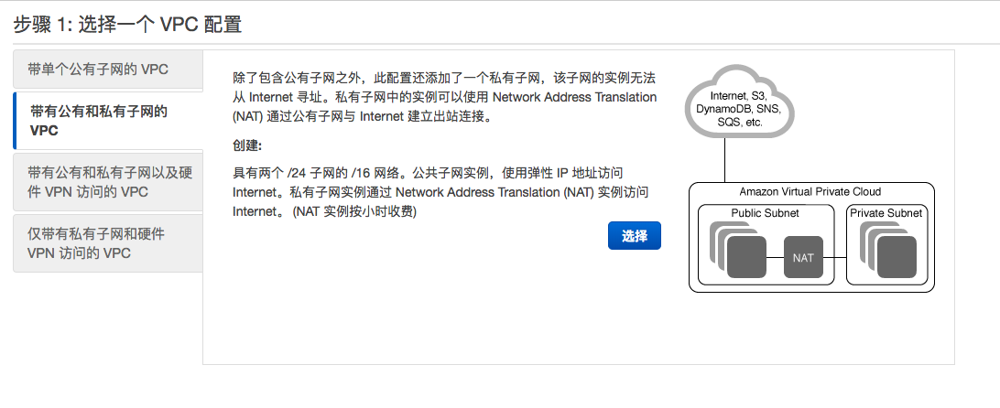 步骤 1: 选择一个 VPC 配置
带单个公有子网的 VPC
带有公有和私有子网的
VPC
带有公有和私有子网以及硬
件 VPN 访问的 VPC
仅带有私有子网和硬件
VPN 访问的 VPC
除了包含公有子网之外，此配置还添加了一个私有子网，该子网的实例无法
从 Internet 寻址。私有子网中的实例可以使用 Network Address Translation
(NAT) 通过公有子网与 Internet 建立出站连接。
创建:
具有两个 /24 子网的 /16 网络。公共子网实例，使用弹性 IP 地址访问
Internet。私有子网实例通过 Network Address Translation (NAT) 实例访问
Internet。 (NAT 实例按小时收费)
选择
Internet, S3,
DynamoDB, SNS,
SQS, etc.
Amazon Virtual Private Cloud
Public Subnet
Private Subnet
NAT